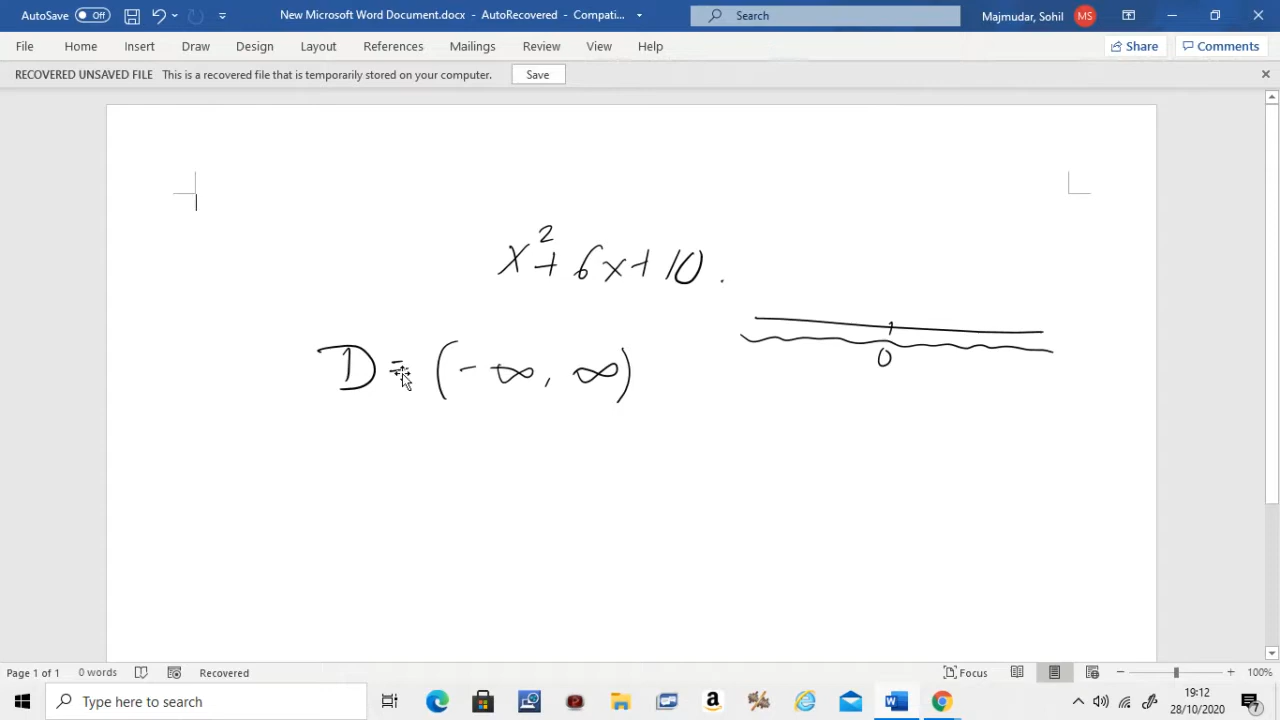 AutoSave Off New Microsoft Word Document.docx - AutoRecovered - Compati... Search Majmudar, Sohil MS
File Home Insert Draw Design Layout References Mailings Review View Help Share Comments
RECOVERED UNSAVED FILE This is a recovered file that is temporarily stored on your computer. Save
x² + 6x + 10.
D = (-∞, ∞)
0
Page 1 of 1 0 words Recovered Focus 100%
Type here to search 19:12
28/10/2020 7